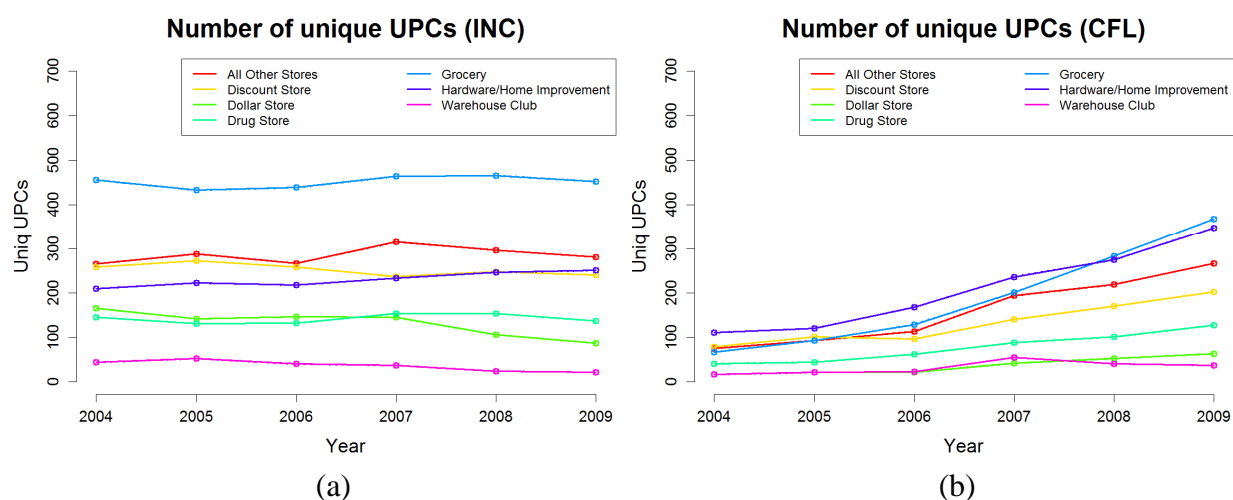 Number of unique UPCs (INC)
All Other Stores
Discount Store
Dollar Store
Drug Store
Grocery
Hardware/Home Improvement
Warehouse Club
700
600
500
400
300
200
100
0
Uniq UPCs
2004 2005 2006 2007 2008 2009
Year
(a)
Number of unique UPCs (CFL)
All Other Stores
Discount Store
Dollar Store
Drug Store
Grocery
Hardware/Home Improvement
Warehouse Club
700
600
500
400
300
200
100
0
Uniq UPCs
2004 2005 2006 2007 2008 2009
Year
(b)